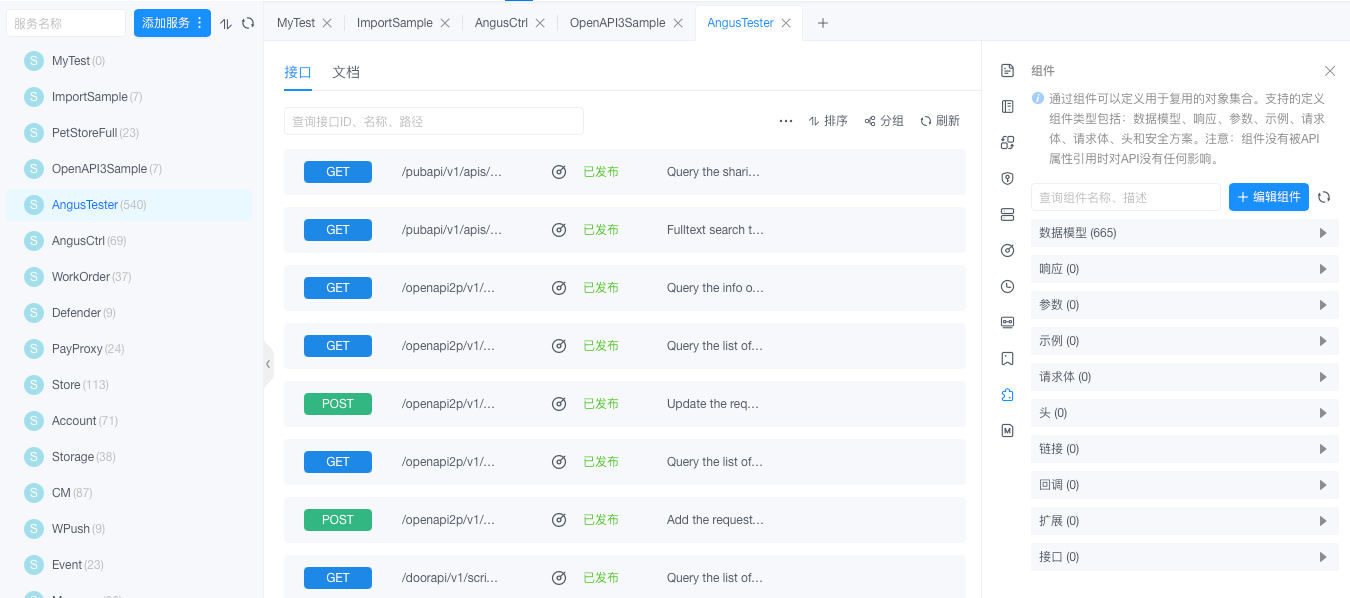 服务名称
添加服务
S MyTest (0)
S ImportSample (7)
S PetStoreFull (23)
S OpenAPI3Sample (7)
S AngusTester (540)
S AngusCtrl (69)
S WorkOrder (37)
S Defender (9)
S PayProxy (24)
S Store (113)
S Account (71)
S Storage (38)
S CM (87)
S WPush (9)
S Event (23)
MyTest
ImportSample
AngusCtrl
OpenAPI3Sample
AngusTester
接口 文档
查询接口ID、名称、路径
... 排序 分组 刷新
GET /pubapi/v1/apis/... 已发布 Query the shari...
GET /pubapi/v1/apis/... 已发布 Fulltext search t...
GET /openapi2p/v1/... 已发布 Query the info o...
GET /openapi2p/v1/... 已发布 Query the list of...
POST /openapi2p/v1/... 已发布 Update the req...
GET /openapi2p/v1/... 已发布 Query the list of...
POST /openapi2p/v1/... 已发布 Add the request...
GET /doorapi/v1/scri... 已发布 Query the list of...
组件
通过组件可以定义用于复用的对象集合。支持的定义
组件类型包括：数据模型、响应、参数、示例、请求
体、请求体、头和安全方案。注意：组件没有被API
属性引用时对API没有任何影响。
查询组件名称、描述
编辑组件
数据模型 (665)
响应 (0)
参数 (0)
示例 (0)
请求体 (0)
头 (0)
链接 (0)
回调 (0)
扩展 (0)
接口 (0)
M